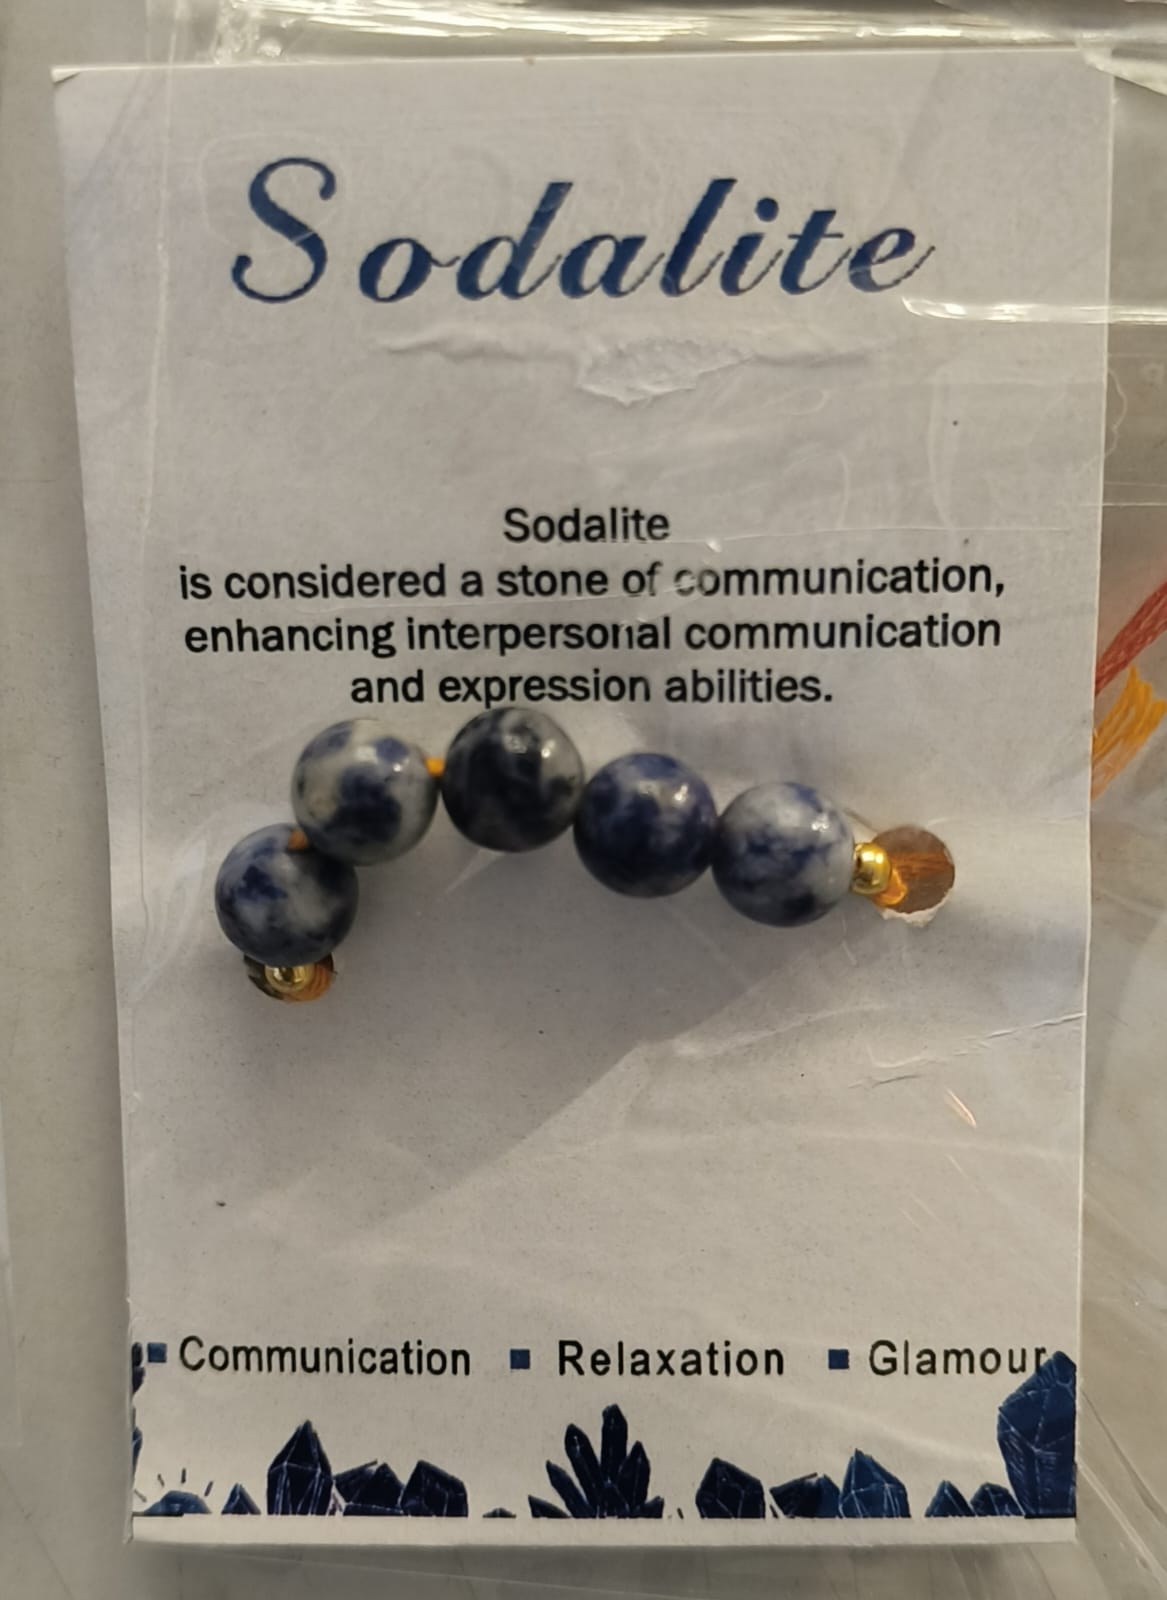 Sodalite
Sodalite
is considered a stone of communication,
enhancing interpersonal communication
and expression abilities.
▪ Communication ▪ Relaxation ▪ Glamour